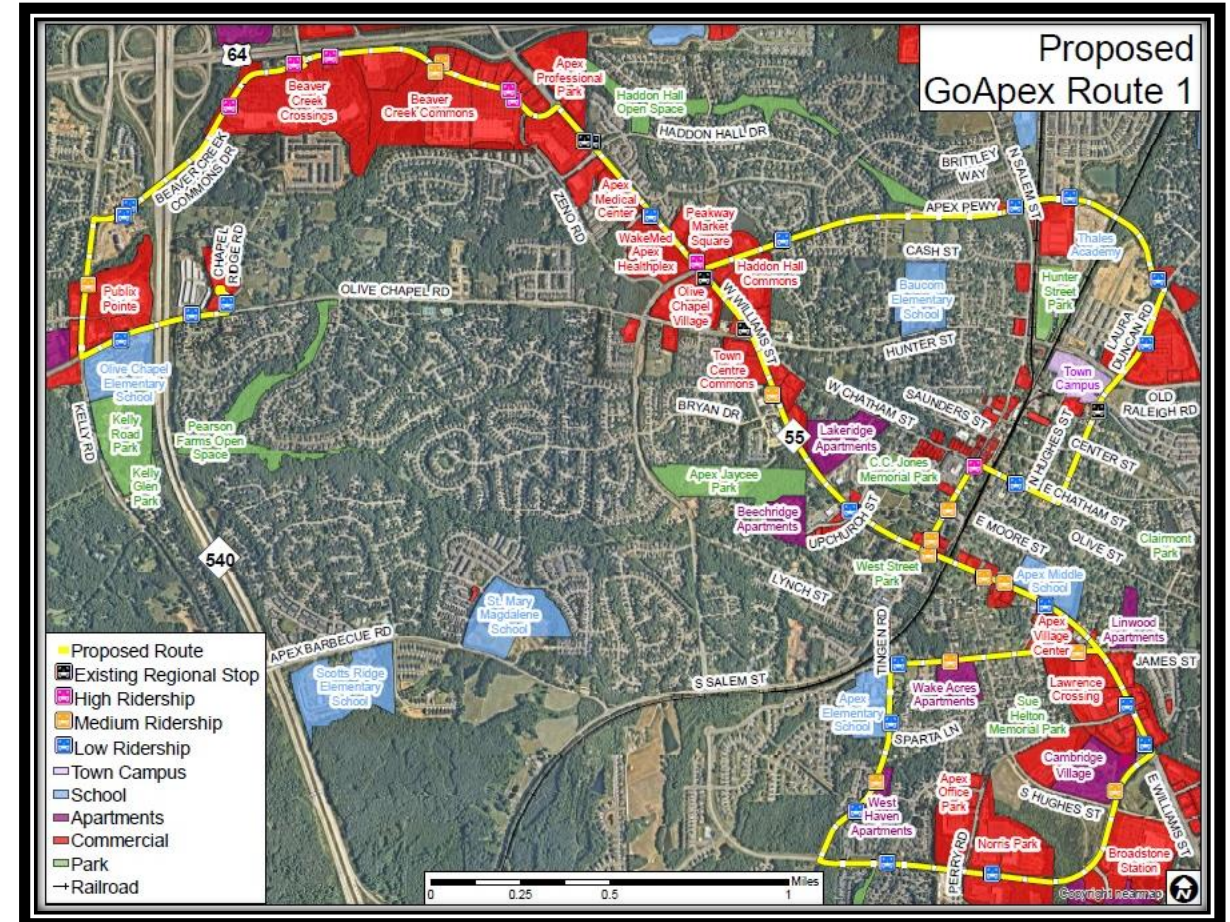 Proposed
GoApex Route 1
64
Beaver
Creek
Crossings
Beaver
Creek Commons
Apex
Professional
Park
Haddon Hall
Open Space
HADDON HALL DR
BRITTLEY
WAY
N SALEM ST
BEAVER CREEK
COMMONS DR
ZENO RD
Apex
Medical
Center
WakeMed
Apex
Healthplex
Peakway
Market
Square
APEX PEWY
CASH ST
Thales
Academy
CHAPEL
RIDGE RD
Publix
Pointe
OLIVE CHAPEL RD
Olive
Chapel
Village
Haddon Hall
Commons
W WILLIAMS ST
Baucom
Elementary
School
Hunter
Street
Park
LAURA
DUNCAN RD
HUNTER ST
Olive Chapel
Elementary
School
Town
Centre
Commons
Town
Campus
OLD
RALEIGH RD
KELLY RD
Kelly
Road
Park
Kelly
Glen
Park
Pearson
Farms Open
Space
BRYAN DR
W CHATHAM ST
SAUNDERS ST
N HUGHES ST
CENTER ST
55
Lakeridge
Apartments
C.C. Jones
Memorial Park
E CHATHAM ST
Apex Jaycee
Park
Beechridge
Apartments
UPCHURCH ST
E MOORE ST
OLIVE ST
Clairmont
Park
540
West Street
Park
LYNCH ST
Apex Middle
School
St. Mary
Magdalene
School
TINGEN RD
Apex
Village
Center
Linwood
Apartments
APEX BARBECUE RD
Scotts Ridge
Elementary
School
S SALEM ST
JAMES ST
Wake Acres
Apartments
Lawrence
Crossing
Apex
Elementary
School
SPARTA LN
Sue
Helton
Memorial Park
Cambridge
Village
Apex
Office
Park
S HUGHES ST
E WILLIAMS ST
West
Haven
Apartments
PERRY RD
Norris Park
Broadstone
Station
Proposed Route
Existing Regional Stop
High Ridership
Medium Ridership
Low Ridership
Town Campus
School
Apartments
Commercial
Park
Railroad
Miles
0 0.25 0.5 1
Copyright nearmap